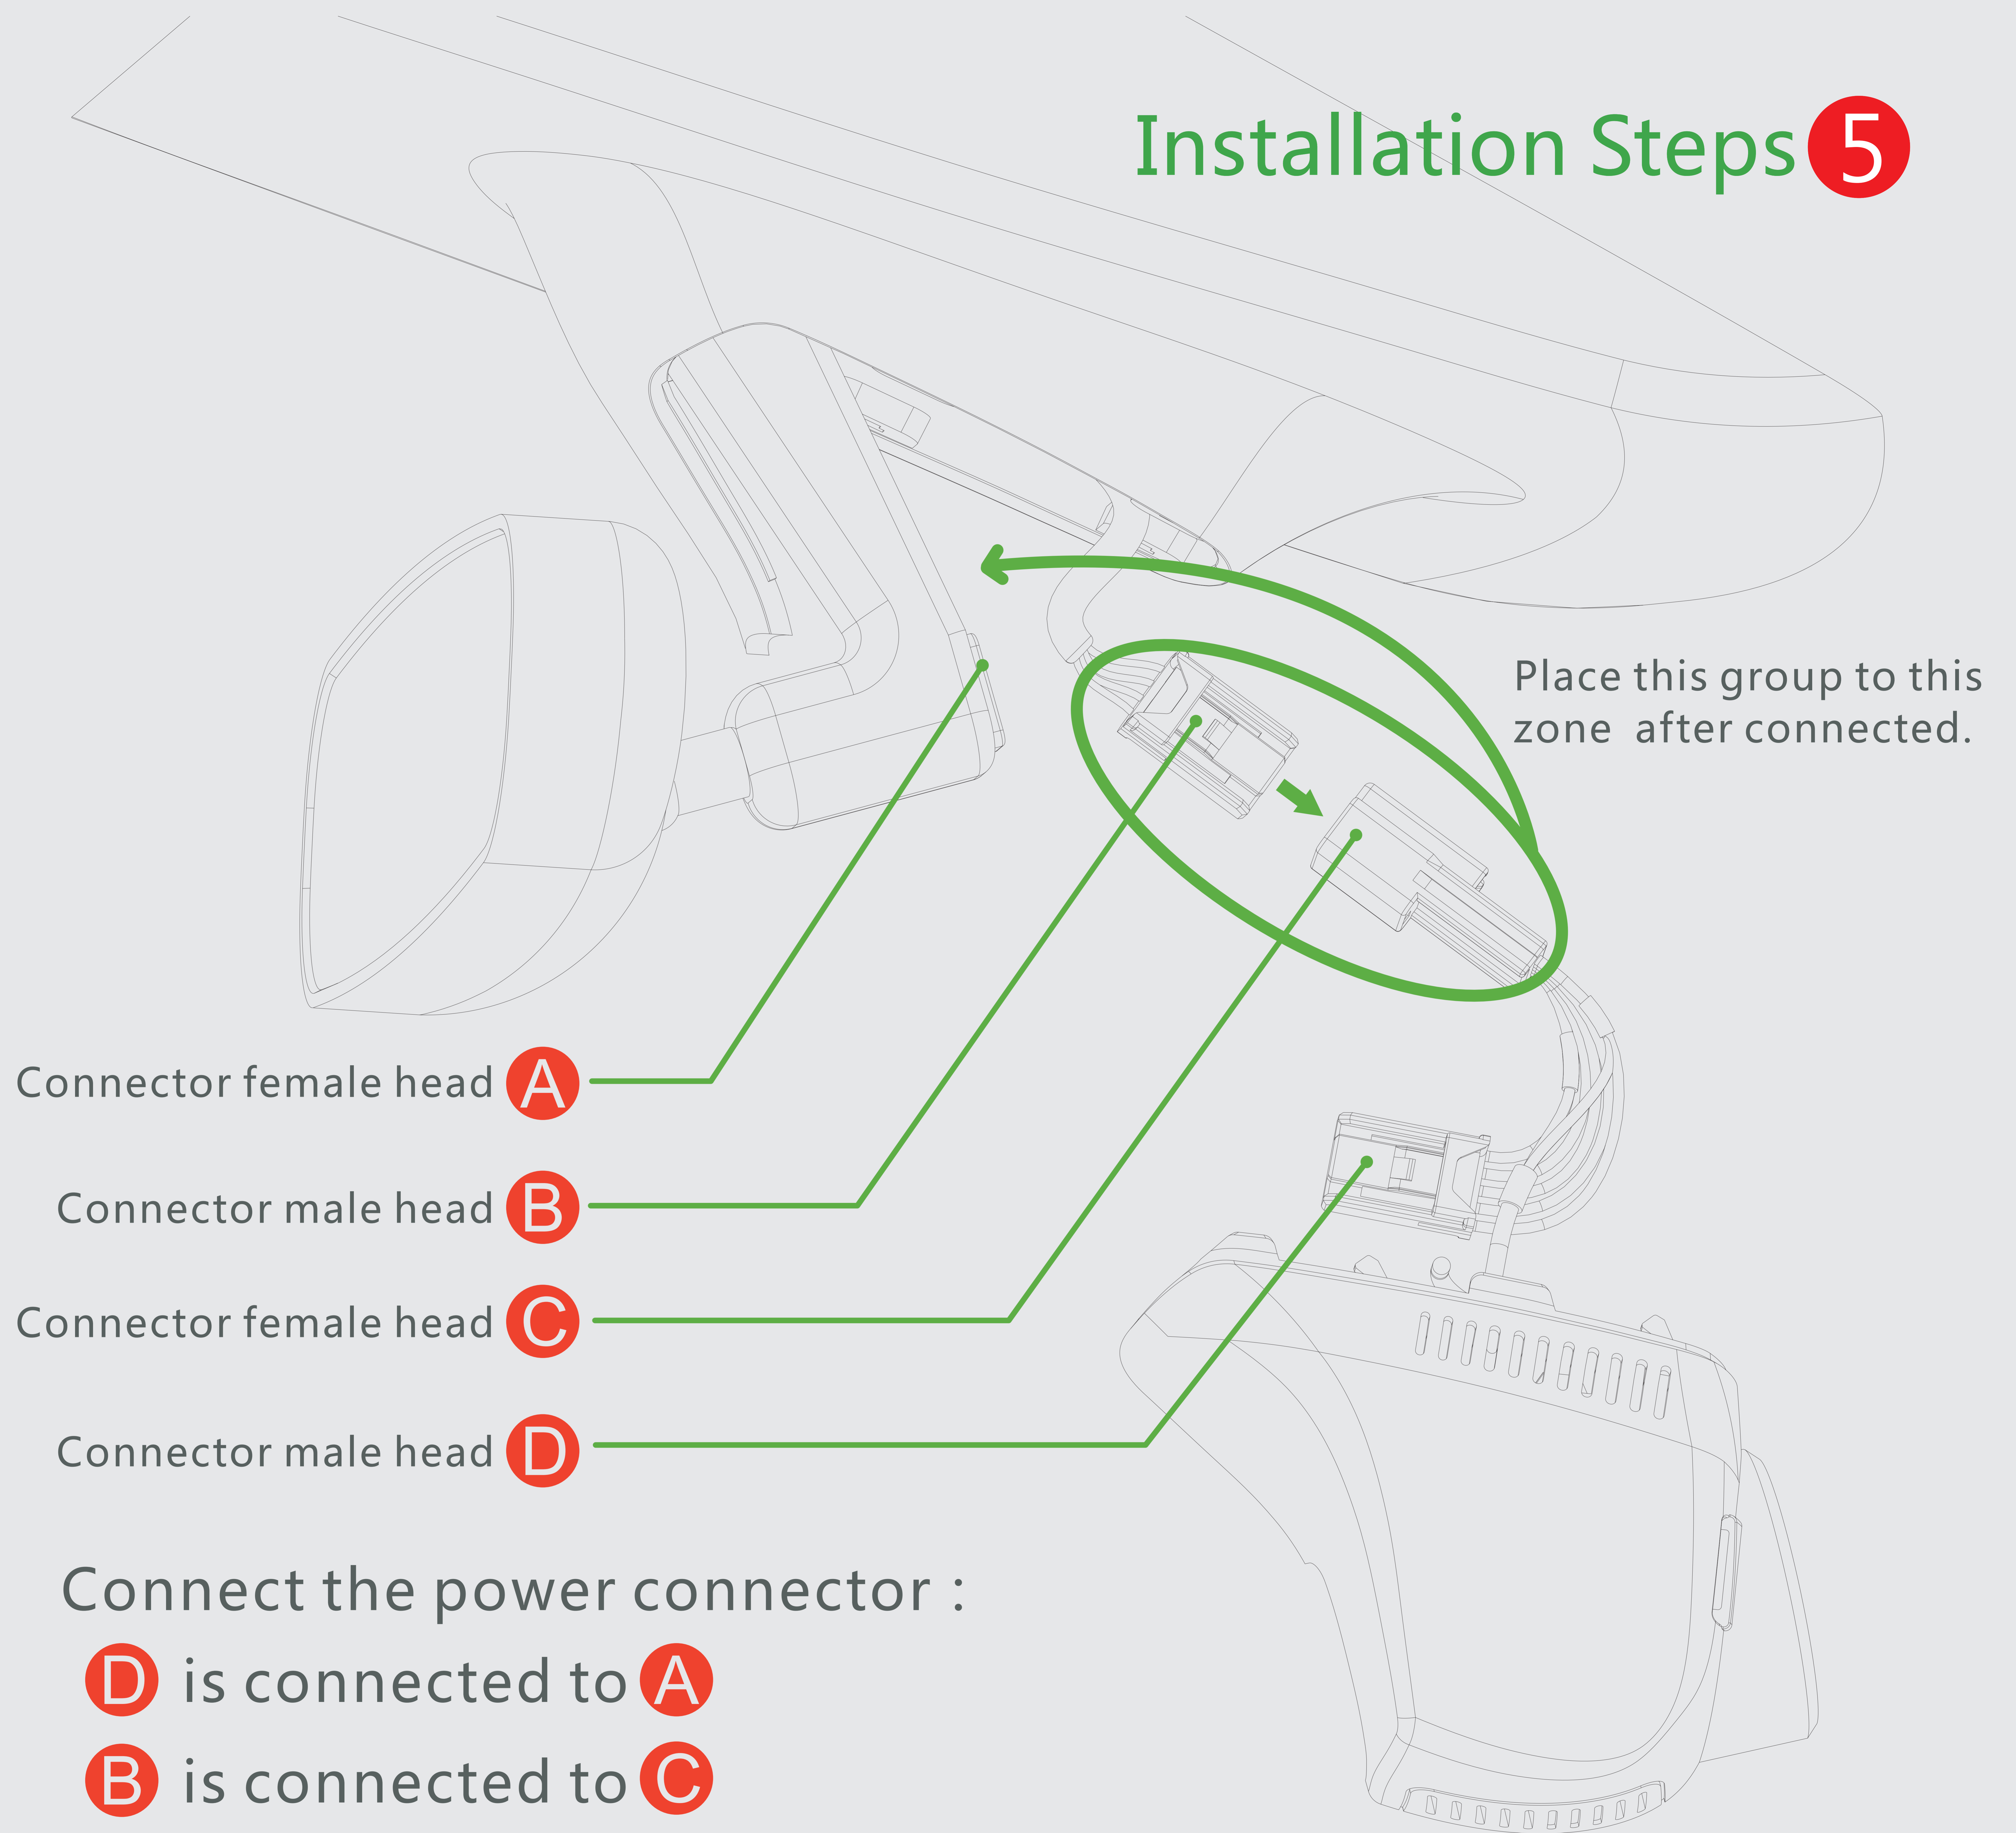 Installation Steps 5
Place this group to this
zone after connected.
Connector female head A
Connector male head B
Connector female head C
Connector male head D
Connect the power connector :
D is connected to A
B is connected to C